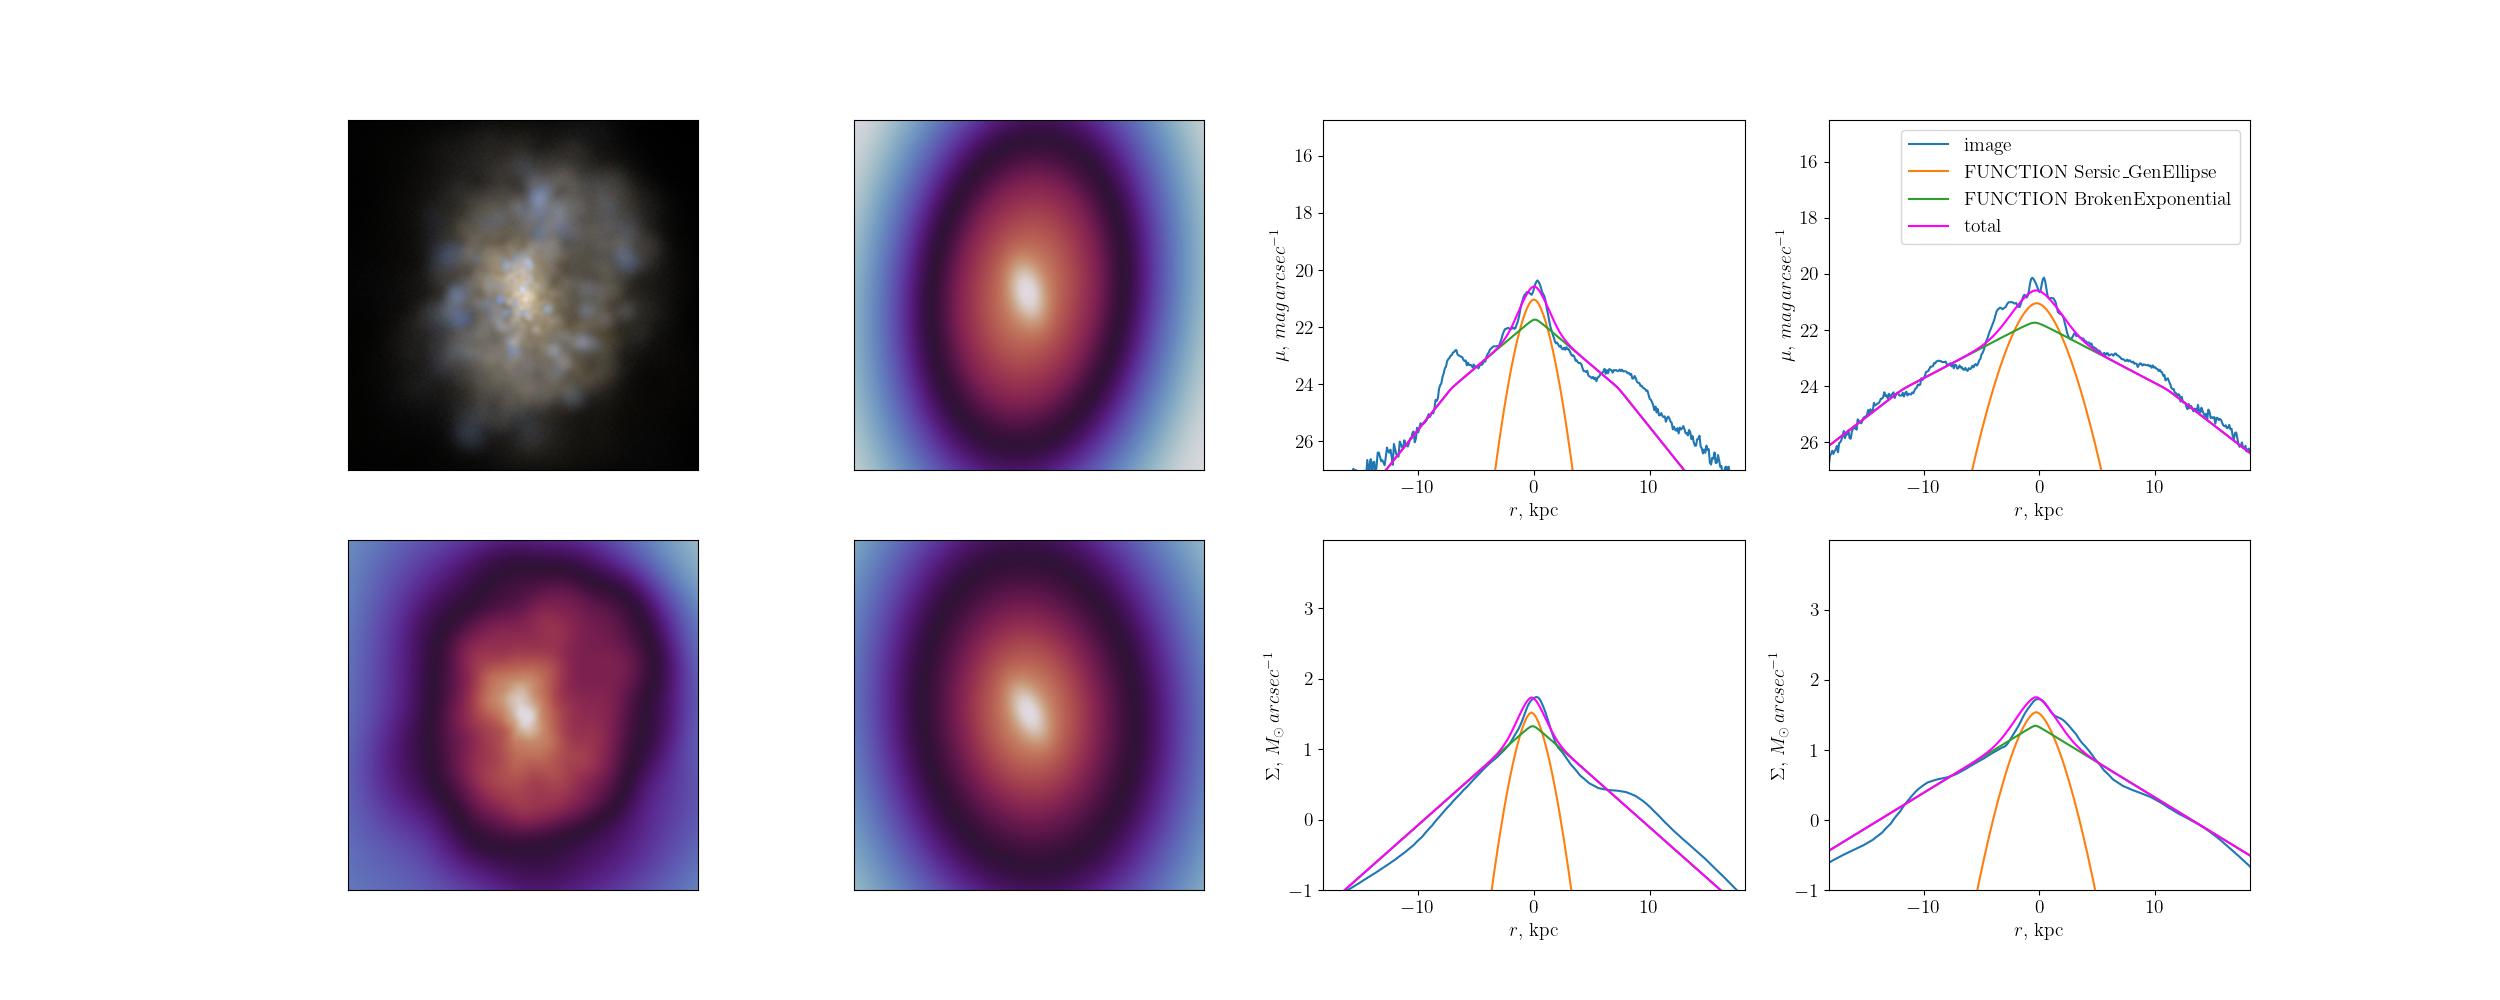 16
18
20
22
24
26
μ, mag arcsec⁻¹
−10 0 10
r, kpc
16
18
20
22
24
26
μ, mag arcsec⁻¹
image
FUNCTION Sersic_GenEllipse
FUNCTION BrokenExponential
total
−10 0 10
r, kpc
3
2
1
0
−1
Σ, M⊙ arcsec⁻¹
−10 0 10
r, kpc
3
2
1
0
−1
Σ, M⊙ arcsec⁻¹
−10 0 10
r, kpc